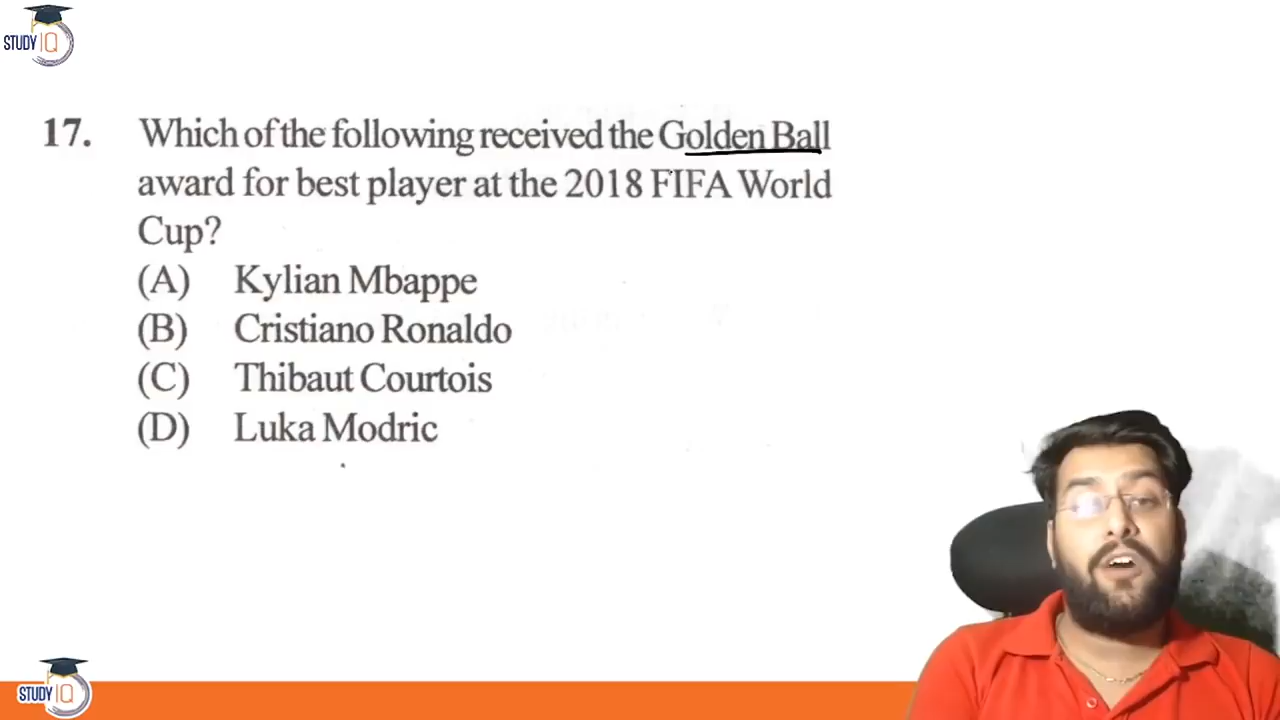 STUDY IQ
17. Which of the following received the Golden Ball
award for best player at the 2018 FIFA World
Cup?
(A) Kylian Mbappe
(B) Cristiano Ronaldo
(C) Thibaut Courtois
(D) Luka Modric
STUDY IQ